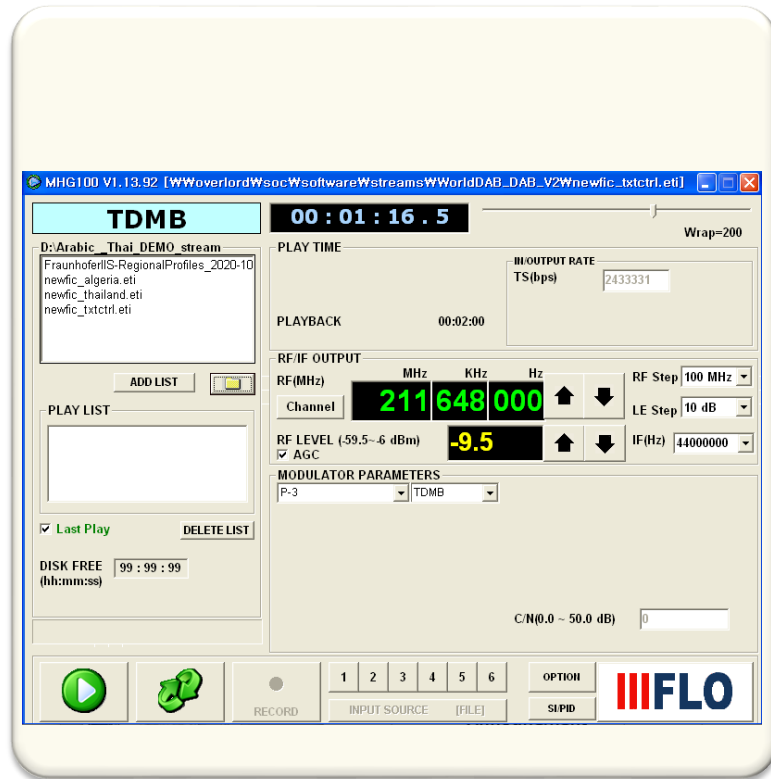 MHG100 V1.13.92 [₩₩overlord₩soc₩software₩streams₩WorldDAB_DAB_V2₩newfic_txtctrl.eti]
TDMB
00 : 01 : 16 . 5
Wrap=200
D:\Arabic__Thai_DEMO_stream
FraunhoferIIS-RegionalProfiles_2020-10
newfic_algeria.eti
newfic_thailand.eti
newfic_txtctrl.eti
ADD LIST
PLAY LIST
Last Play
DELETE LIST
DISK FREE
(hh:mm:ss)
99 : 99 : 99
PLAY TIME
IN/OUTPUT RATE
TS(bps)
2433331
PLAYBACK 00:02:00
RF/IF OUTPUT
RF(MHz)
MHz KHz Hz
Channel
211 648 000
RF Step 100 MHz
LE Step 10 dB
RF LEVEL (-59.5~-6 dBm)
AGC
-9.5
IF(Hz) 44000000
MODULATOR PARAMETERS
P-3 TDMB
C/N(0.0 ~ 50.0 dB) 0
RECORD
1 2 3 4 5 6
INPUT SOURCE [FILE]
OPTION
SI/PID
FLO